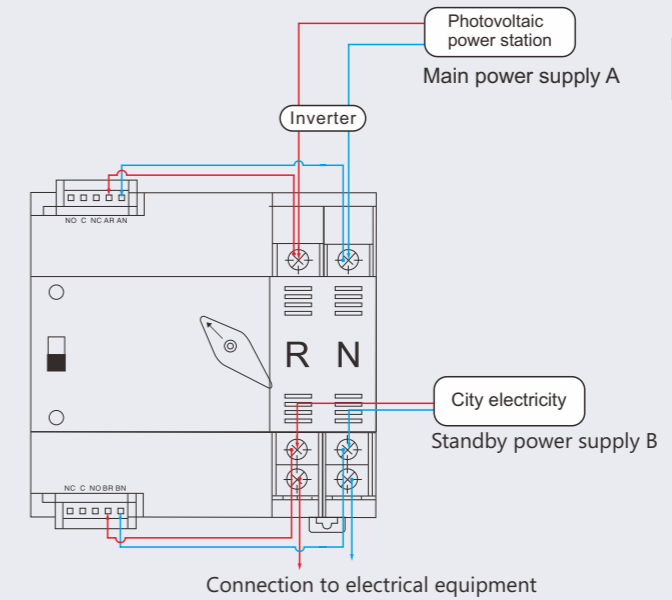 Photovoltaic
power station
Main power supply A
Inverter
NO C NC AR AN
R N
City electricity
Standby power supply B
NC C NO BR BN
Connection to electrical equipment